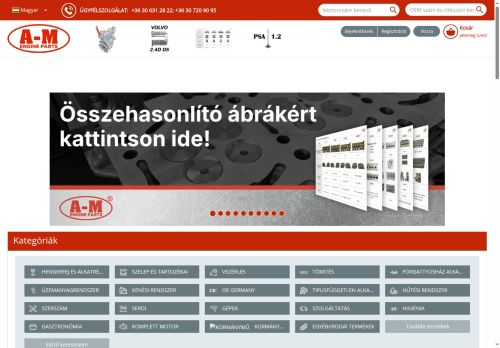 Magyar
ÜGYFÉLSZOLGÁLAT: +36 30 631 28 22; +36 30 720 90 95
Motorszám kereső
OEM szám és cikkszám ker
A-M
ENGINE PARTS
VOLVO
2.4D D5
PSA 1.2
Bejelentkezés
Regisztráció
Vissza
Kosár
Jelenleg üres!
Összehasonlító ábrákért
kattintson ide!
A-M
ENGINE PARTS
Kategóriák
HENGERFEJ ÉS ALKATRÉ...
SZELEP ÉS TARTOZÉKAI
VEZÉRLÉS
TÖMÍTÉS
FORGATTYÚSHÁZ ALKA...
ÜZEMANYAGRENDSZER
KENÉSI RENDSZER
OE GERMANY
TÍPUSFÜGGETLEN ALKA...
HŰTÉSI RENDSZER
SZERSZÁM
SERDI
GÉPEK
SZOLGÁLTATÁS
HIGIÉNIA
GASZTRONÓMIA
KOMPLETT MOTOR
KORMÁNYMŰ
KORMÁNY...
EGYÉB/IRODAI TERMÉKEK
További termékek